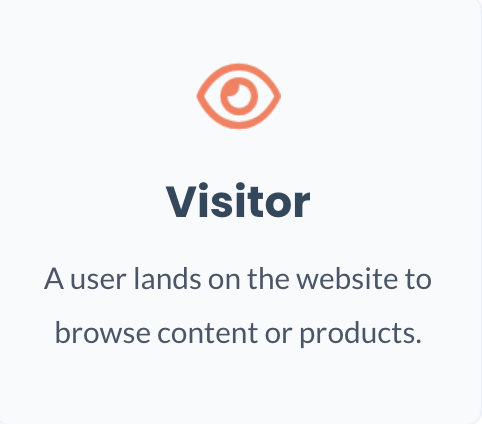 Visitor
A user lands on the website to
browse content or products.